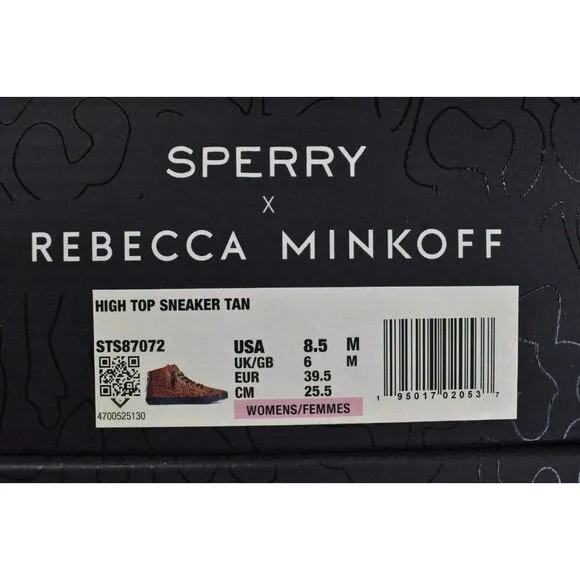 SPERRY
X
REBECCA MINKOFF
HIGH TOP SNEAKER TAN
STS87072
USA 8.5 M
UK/GB 6 M
EUR 39.5
CM 25.5
WOMENS/FEMMES
4700525130
1 95017 02053 7